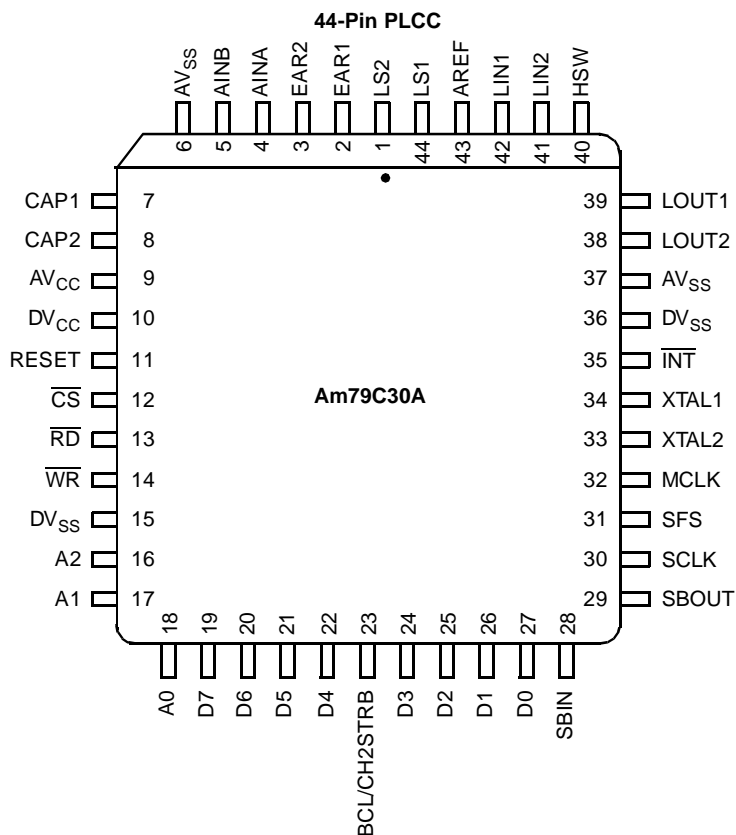 44-Pin PLCC
AVSS AINB AINA EAR2 EAR1 LS2 LS1 AREF LIN1 LIN2 HSW
6 5 4 3 2 1 44 43 42 41 40
CAP1 7 39 LOUT1
CAP2 8 38 LOUT2
AVCC 9 37 AVSS
DVCC 10 36 DVSS
RESET 11 35 I̅N̅T̅
C̅S̅ 12 Am79C30A 34 XTAL1
R̅D̅ 13 33 XTAL2
W̅R̅ 14 32 MCLK
DVSS 15 31 SFS
A2 16 30 SCLK
A1 17 29 SBOUT
18 19 20 21 22 23 24 25 26 27 28
A0 D7 D6 D5 D4 BCL/CH2STRB D3 D2 D1 D0 SBIN